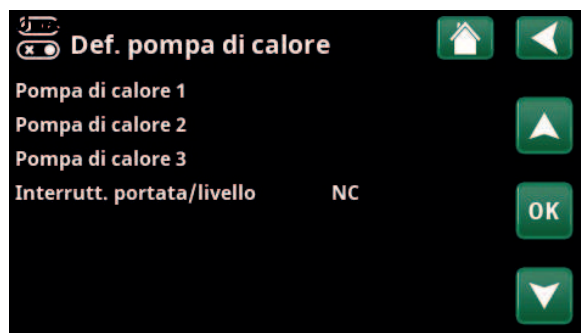 Def. pompa di calore
Pompa di calore 1
Pompa di calore 2
Pompa di calore 3
Interrutt. portata/livello NC
OK